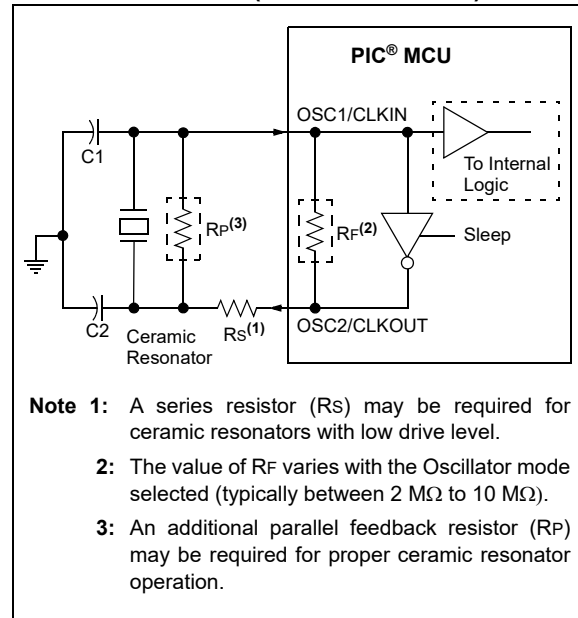 PIC® MCU
OSC1/CLKIN
C1
To Internal
Logic
RP(3)
RF(2)
Sleep
C2
Ceramic
Resonator
RS(1)
OSC2/CLKOUT
Note 1: A series resistor (RS) may be required for
ceramic resonators with low drive level.
2: The value of RF varies with the Oscillator mode
selected (typically between 2 MΩ to 10 MΩ).
3: An additional parallel feedback resistor (RP)
may be required for proper ceramic resonator
operation.